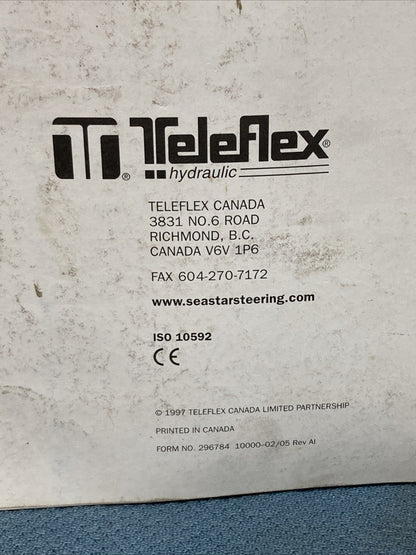 Teleflex®
®
hydraulic
TELEFLEX CANADA
3831 NO.6 ROAD
RICHMOND, B.C.
CANADA V6V 1P6
FAX 604-270-7172
www.seastarsteering.com
ISO 10592
CE
© 1997 TELEFLEX CANADA LIMITED PARTNERSHIP
PRINTED IN CANADA
FORM NO. 296784 10000-02/05 Rev AI